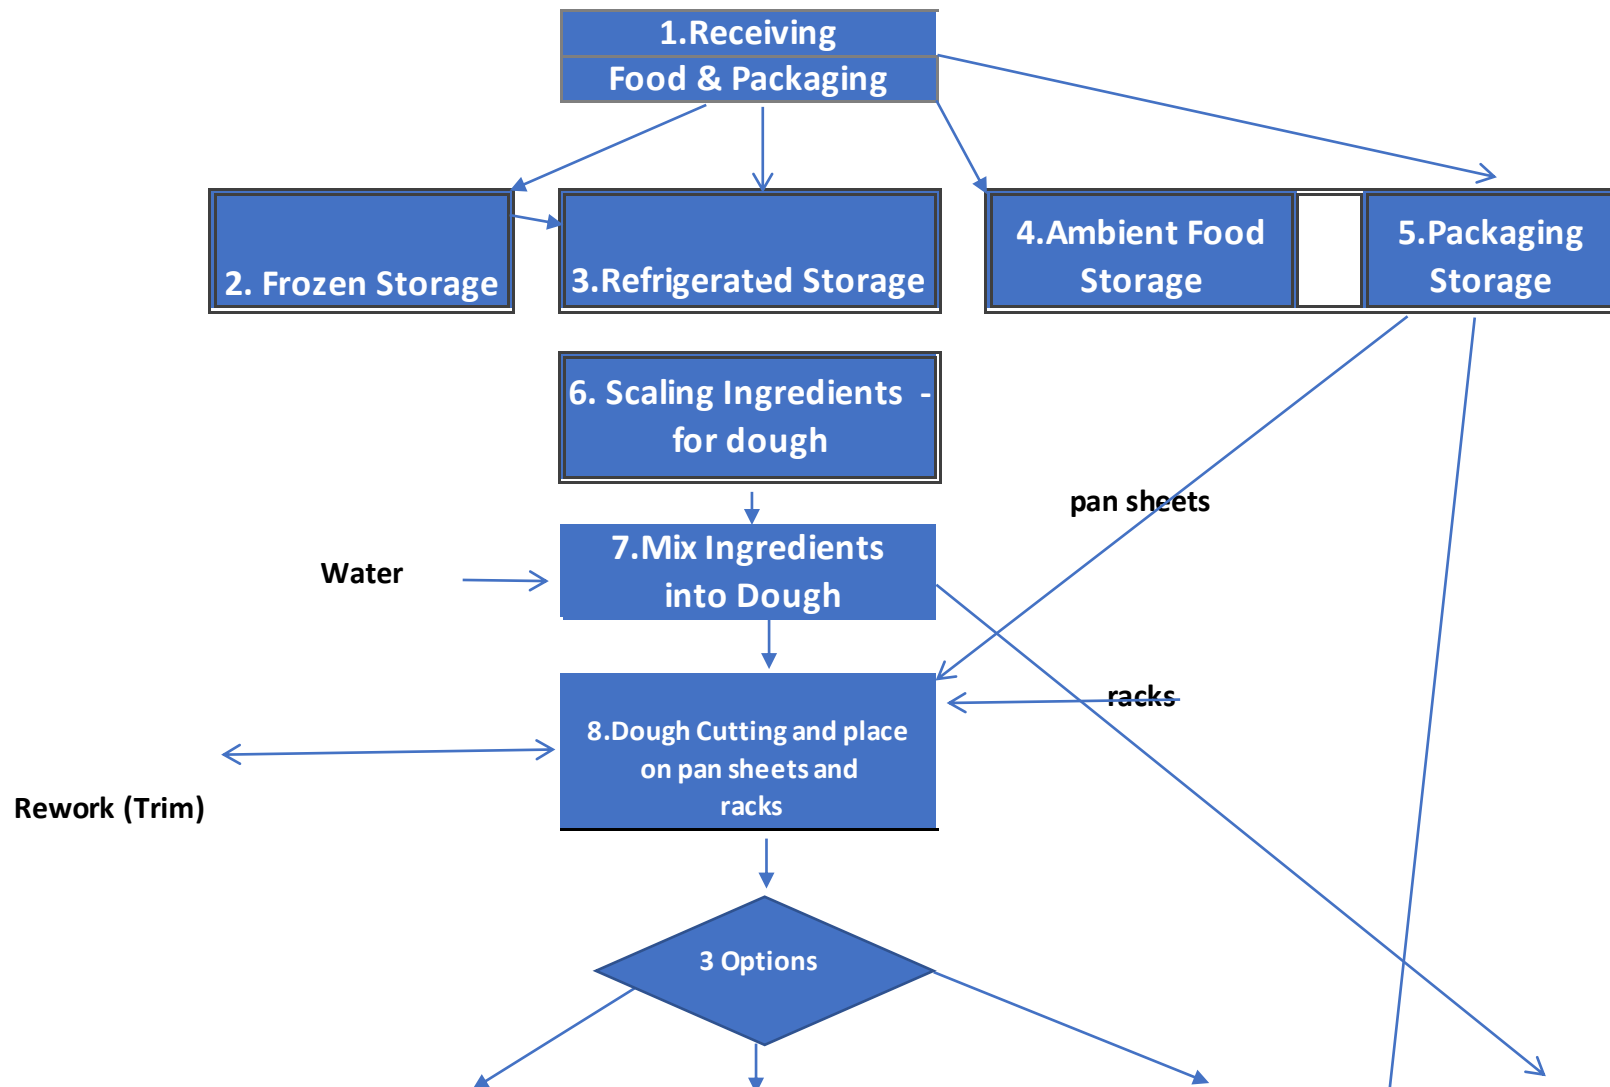 1.Receiving
Food & Packaging
2. Frozen Storage
3.Refrigerated Storage
4.Ambient Food
Storage
5.Packaging
Storage
6. Scaling Ingredients -
for dough
pan sheets
7.Mix Ingredients
into Dough
Water
racks
8.Dough Cutting and place
on pan sheets and
racks
Rework (Trim)
3 Options